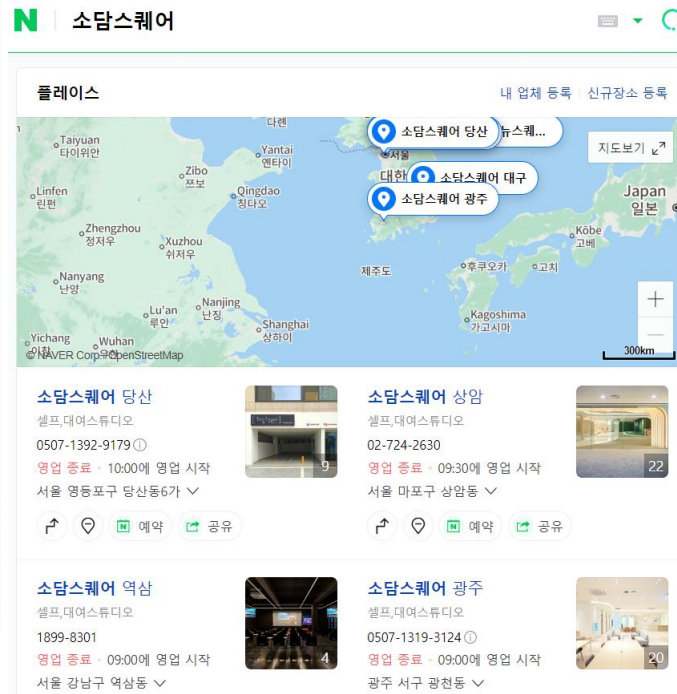 N 소담스퀘어
플레이스
내 업체 등록 신규장소 등록
다롄
소담스퀘어 당산
뉴스퀘...
지도보기
Taiyuan
타이위안
Yantai
옌타이
서울
Zibo
쯔보
대한
소담스퀘어 대구
Linfen
린펀
Qingdao
칭다오
소담스퀘어 광주
Japan
일본
Zhengzhou
정저우
Xuzhou
쉬저우
Kōbe
고베
제주도
후쿠오카
고치
Nanyang
난양
Lu'an
루안
Nanjing
난징
Kagoshima
가고시마
Shanghai
상하이
Yichang
Wuhan
© NAVER Corp. ©OpenStreetMap
300km
소담스퀘어 당산
셀프,대여스튜디오
0507-1392-9179
영업 종료 · 10:00에 영업 시작
서울 영등포구 당산동6가
예약
공유
9
소담스퀘어 상암
셀프,대여스튜디오
02-724-2630
영업 종료 · 09:30에 영업 시작
서울 마포구 상암동
예약
공유
22
소담스퀘어 역삼
셀프,대여스튜디오
1899-8301
영업 종료 · 09:00에 영업 시작
서울 강남구 역삼동
4
소담스퀘어 광주
셀프,대여스튜디오
0507-1319-3124
영업 종료 · 09:00에 영업 시작
광주 서구 광천동
20